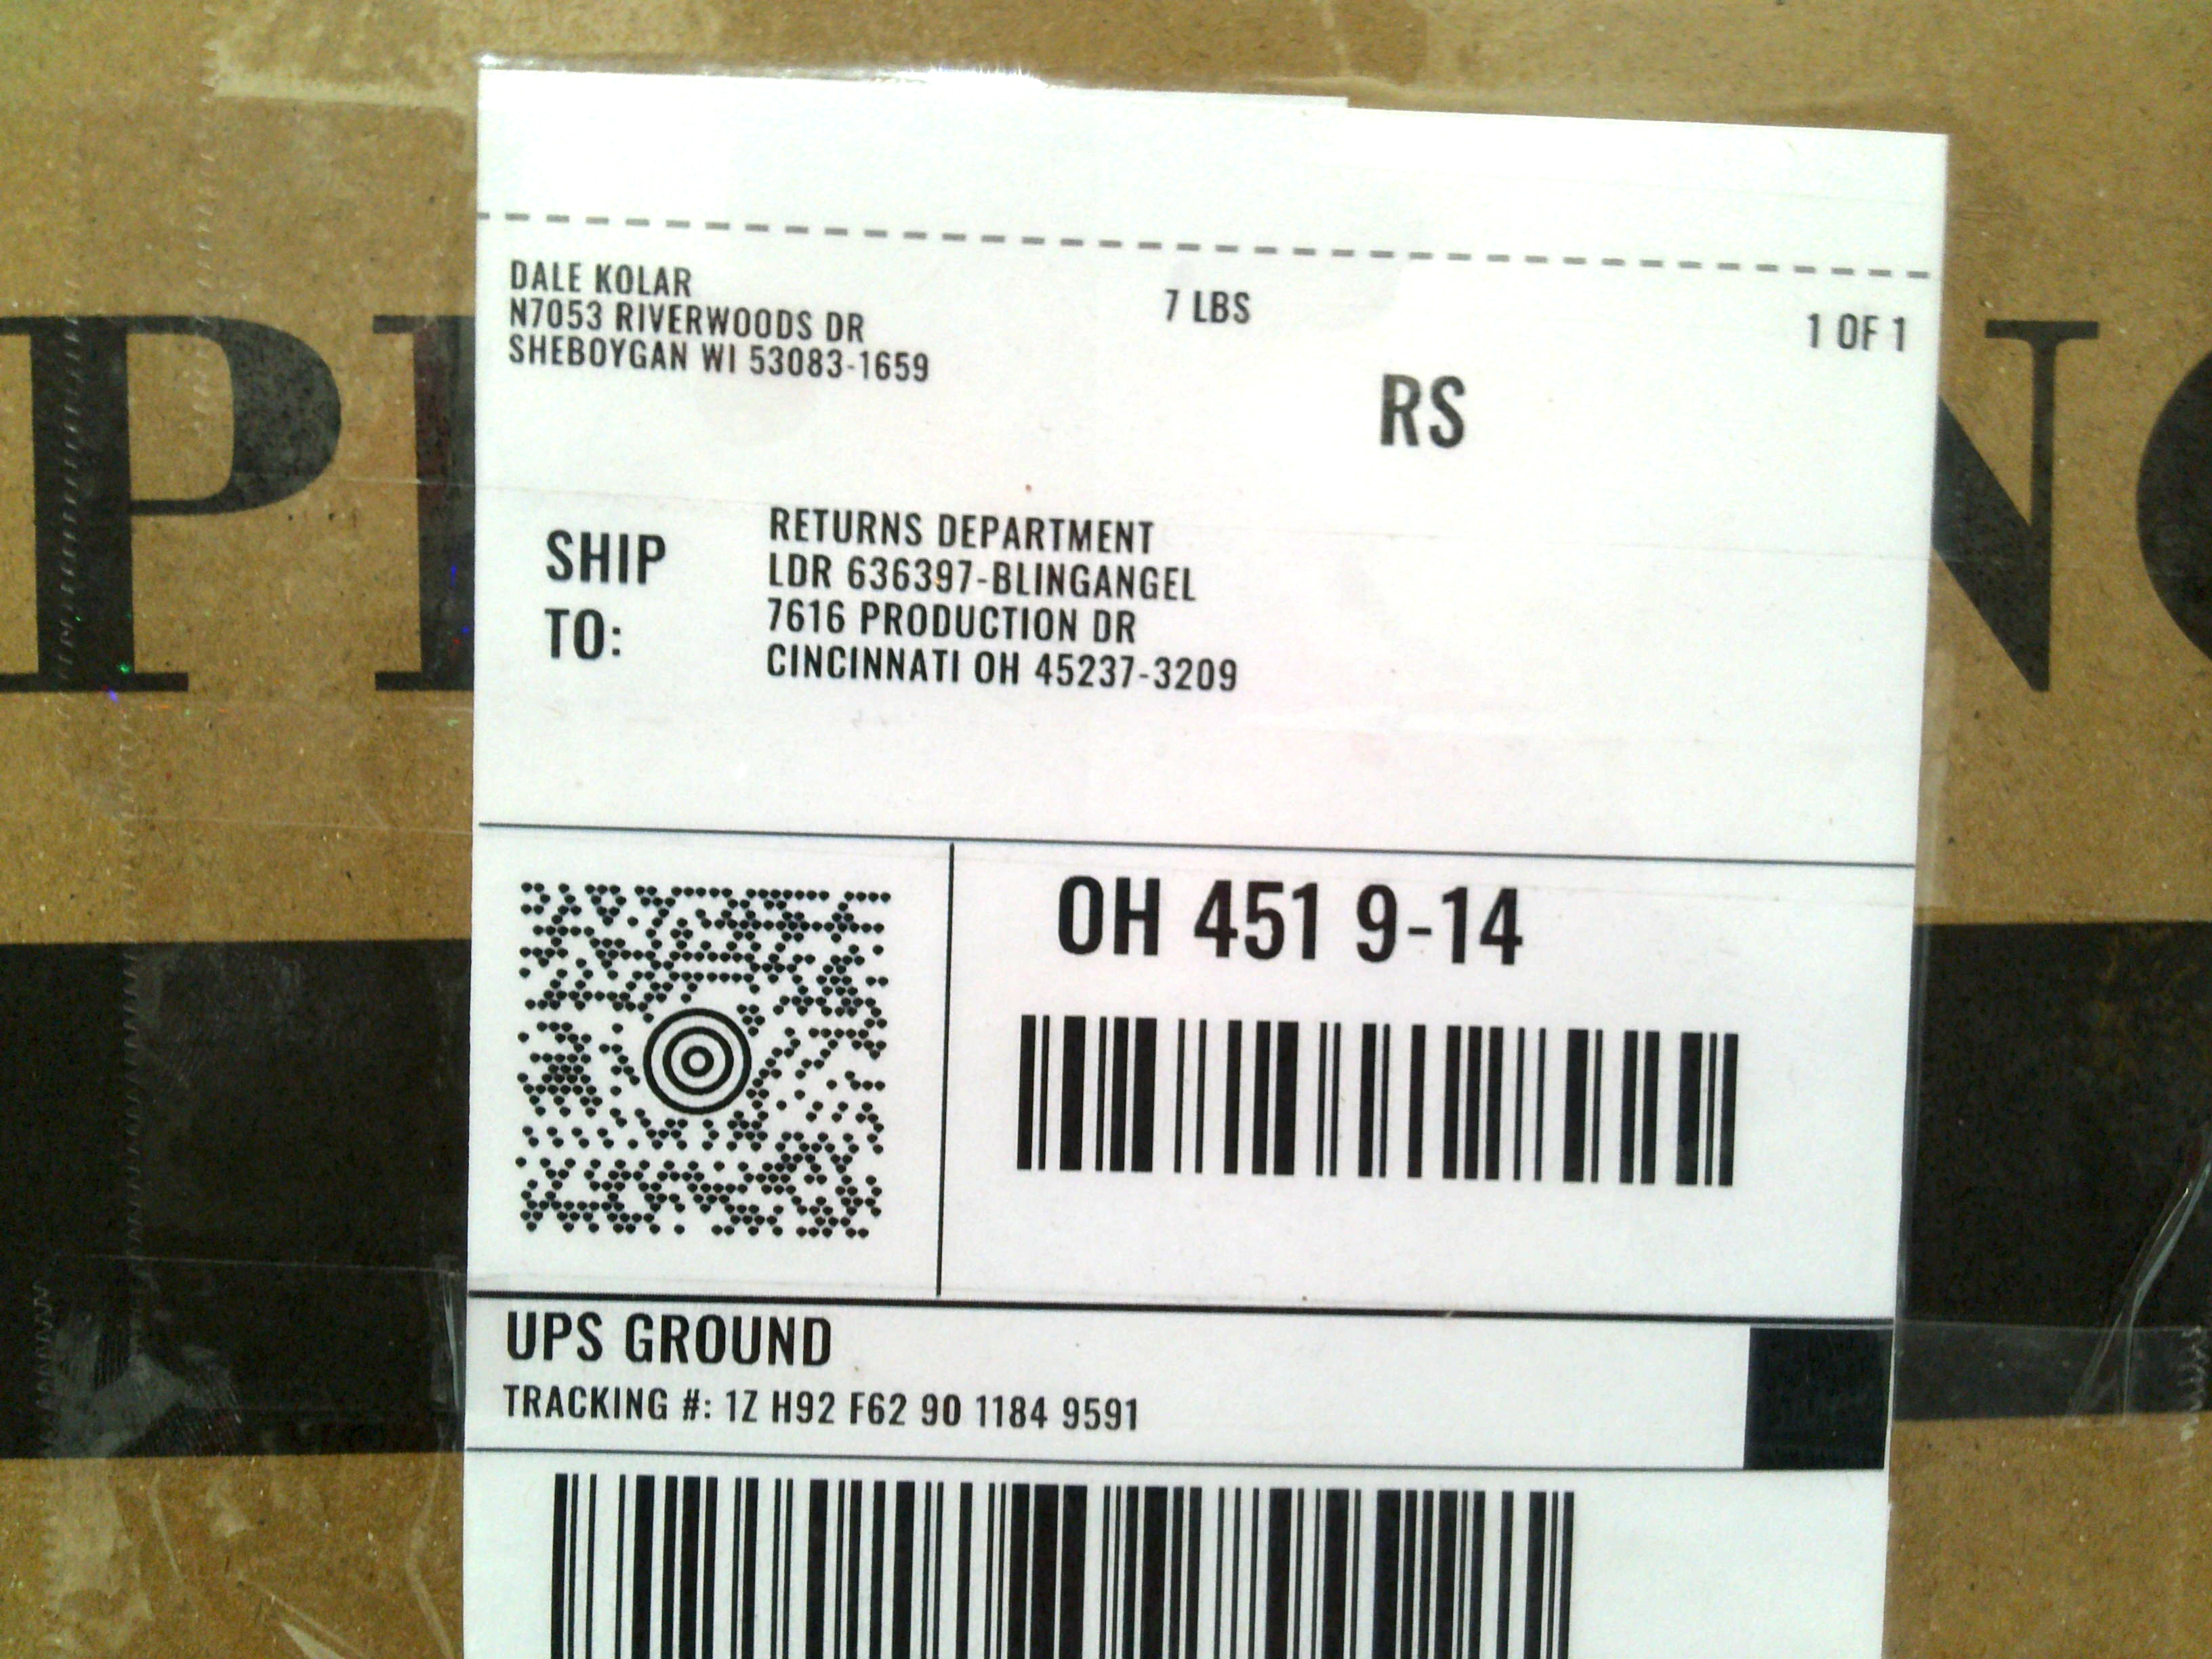 DALE KOLAR
N7053 RIVERWOODS DR
SHEBOYGAN WI 53083-1659
7 LBS
1 OF 1
RS
SHIP TO:
RETURNS DEPARTMENT
LDR 636397-BLINGANGEL
7616 PRODUCTION DR
CINCINNATI OH 45237-3209
OH 451 9-14
UPS GROUND
TRACKING #: 1Z H92 F62 90 1184 9591